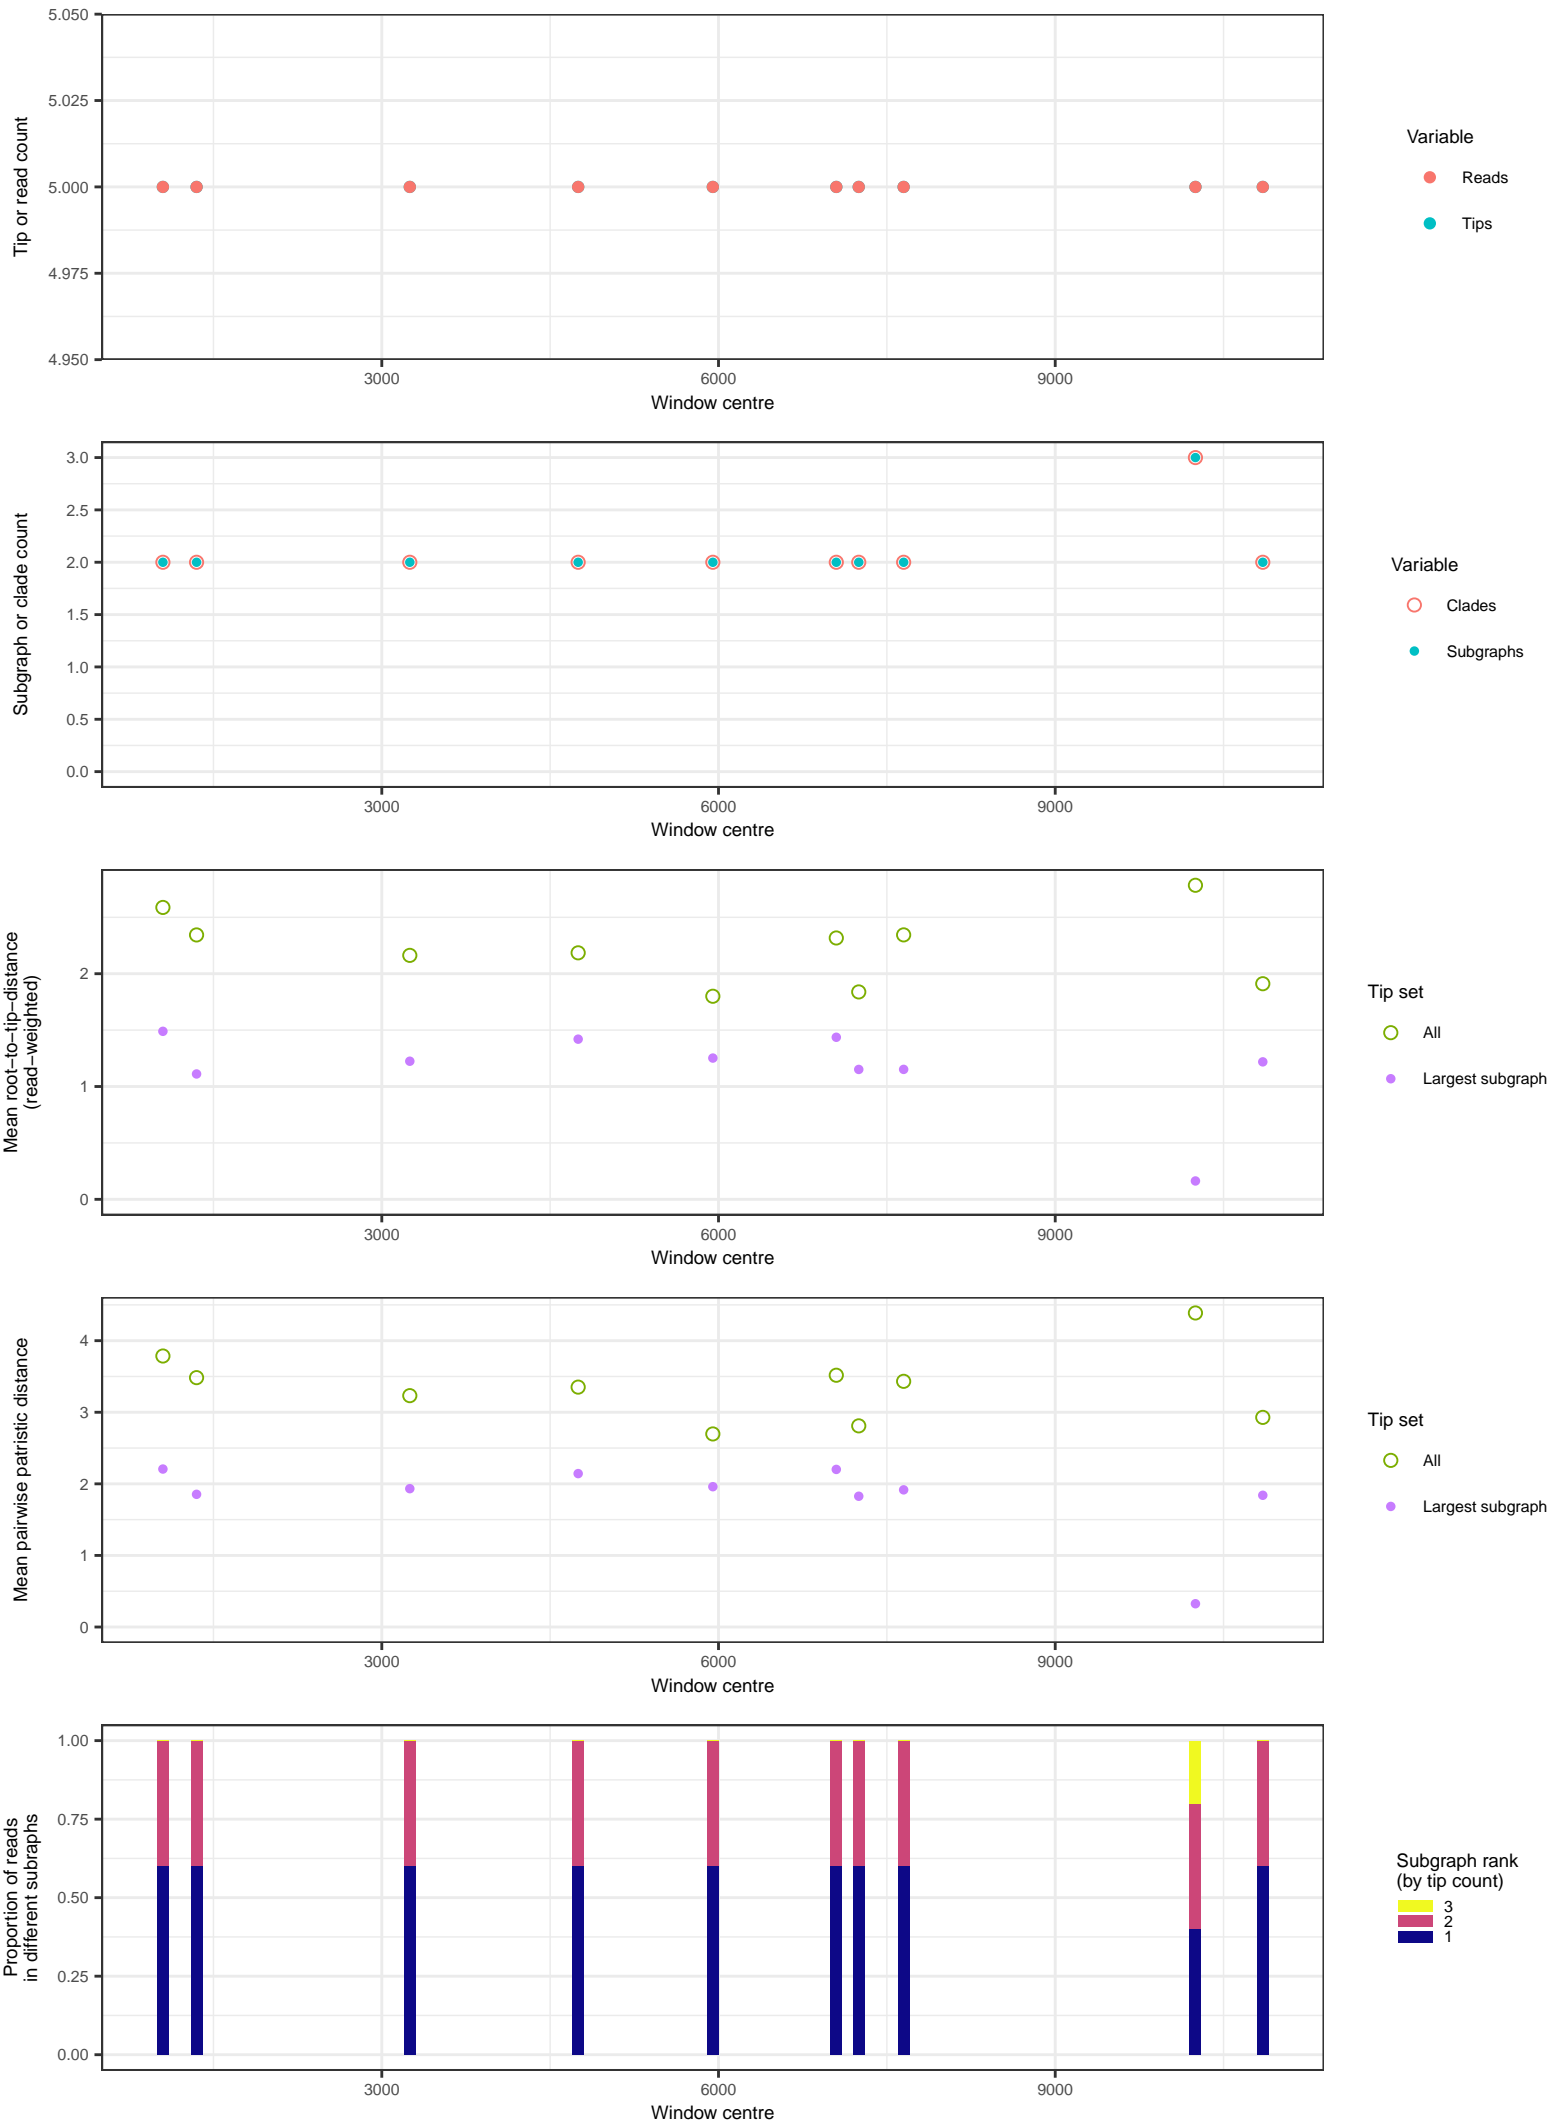 5.050
5.025
5.000
4.975
4.950
Tip or read count
3000
6000
9000
Window centre
Variable
Reads
Tips
3.0
2.5
2.0
1.5
1.0
0.5
0.0
Subgraph or clade count
3000
6000
9000
Window centre
Variable
Clades
Subgraphs
2
1
0
Mean root−to−tip−distance
(read−weighted)
3000
6000
9000
Window centre
Tip set
All
Largest subgraph
4
3
2
1
0
Mean pairwise patristic distance
3000
6000
9000
Window centre
Tip set
All
Largest subgraph
1.00
0.75
0.50
0.25
0.00
Proportion of reads
in different subraphs
3000
6000
9000
Window centre
Subgraph rank
(by tip count)
3
2
1